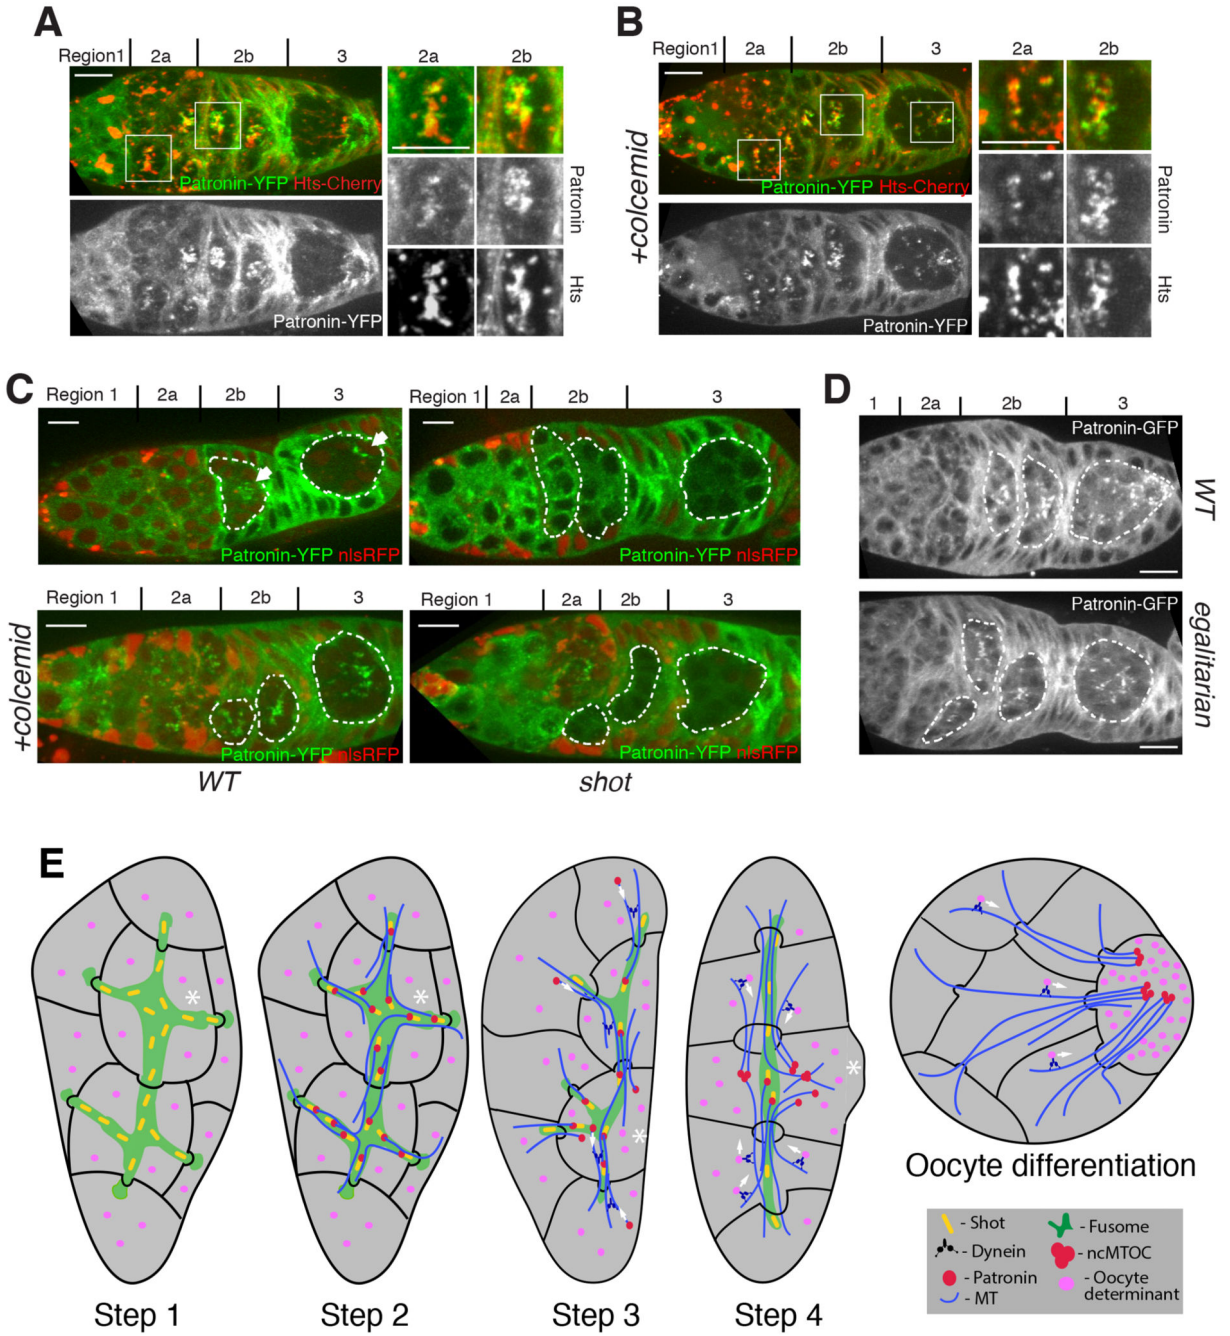 A
Region1 2a 2b 3 2a 2b
Patronin-YFP Hts-Cherry
Patronin
Hts
Patronin-YFP
B
Region1 2a 2b 3 2a 2b
+colcemid
Patronin-YFP Hts-Cherry
Patronin
Hts
Patronin-YFP
C
Region 1 2a 2b 3
Patronin-YFP nlsRFP
Region 1 2a 2b 3
Patronin-YFP nlsRFP
+colcemid
Region 1 2a 2b 3
Patronin-YFP nlsRFP
Region 1 2a 2b 3
Patronin-YFP nlsRFP
WT
shot
D
1 2a 2b 3
Patronin-GFP
WT
Patronin-GFP
egalitarian
E
*
*
*
*
Step 1
Step 2
Step 3
Step 4
Oocyte differentiation
- Shot
- Fusome
- Dynein
- ncMTOC
- Patronin
- Oocyte
determinant
- MT